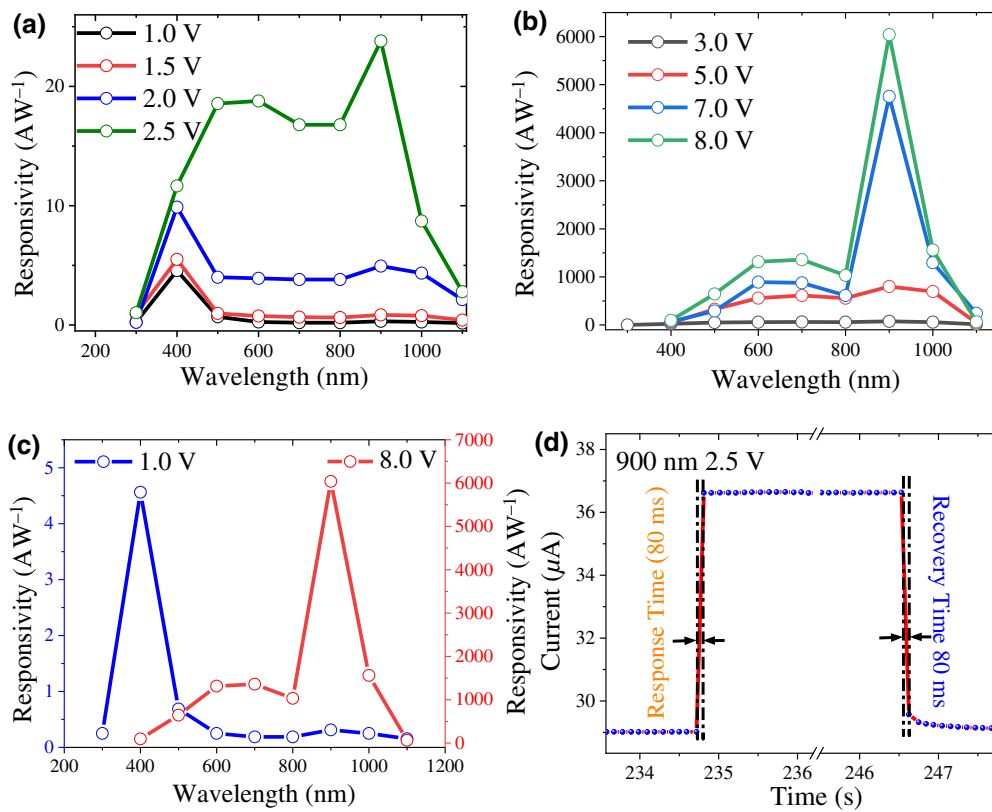 (a)
1.0 V
1.5 V
2.0 V
2.5 V
20
10
0
200 400 600 800 1000
Responsivity (AW⁻¹)
Wavelength (nm)
(b)
3.0 V
5.0 V
7.0 V
8.0 V
6000
5000
4000
3000
2000
1000
0
400 600 800 1000
Responsivity (AW⁻¹)
Wavelength (nm)
(c)
1.0 V
8.0 V
5
4
3
2
1
0
7000
6000
5000
4000
3000
2000
1000
0
200 400 600 800 1000 1200
Responsivity (AW⁻¹)
Responsivity (AW⁻¹)
Wavelength (nm)
(d)
900 nm 2.5 V
38
36
34
32
30
234 235 236 246 247
Current (μA)
Response Time (80 ms)
Recovery Time 80 ms
Time (s)